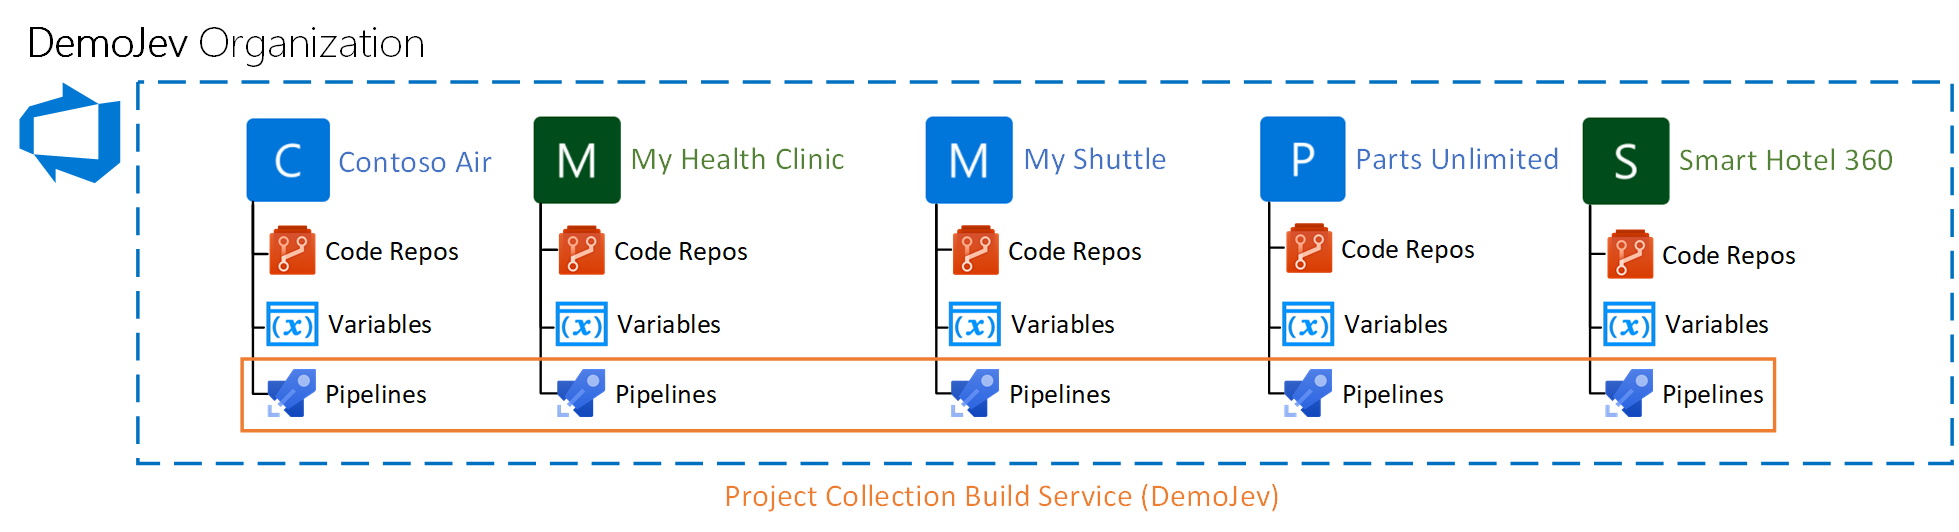 DemoJev Organization
C Contoso Air M My Health Clinic M My Shuttle P Parts Unlimited S Smart Hotel 360
Code Repos Code Repos Code Repos Code Repos Code Repos
(x) Variables (x) Variables (x) Variables (x) Variables (x) Variables
Pipelines Pipelines Pipelines Pipelines Pipelines
Project Collection Build Service (DemoJev)